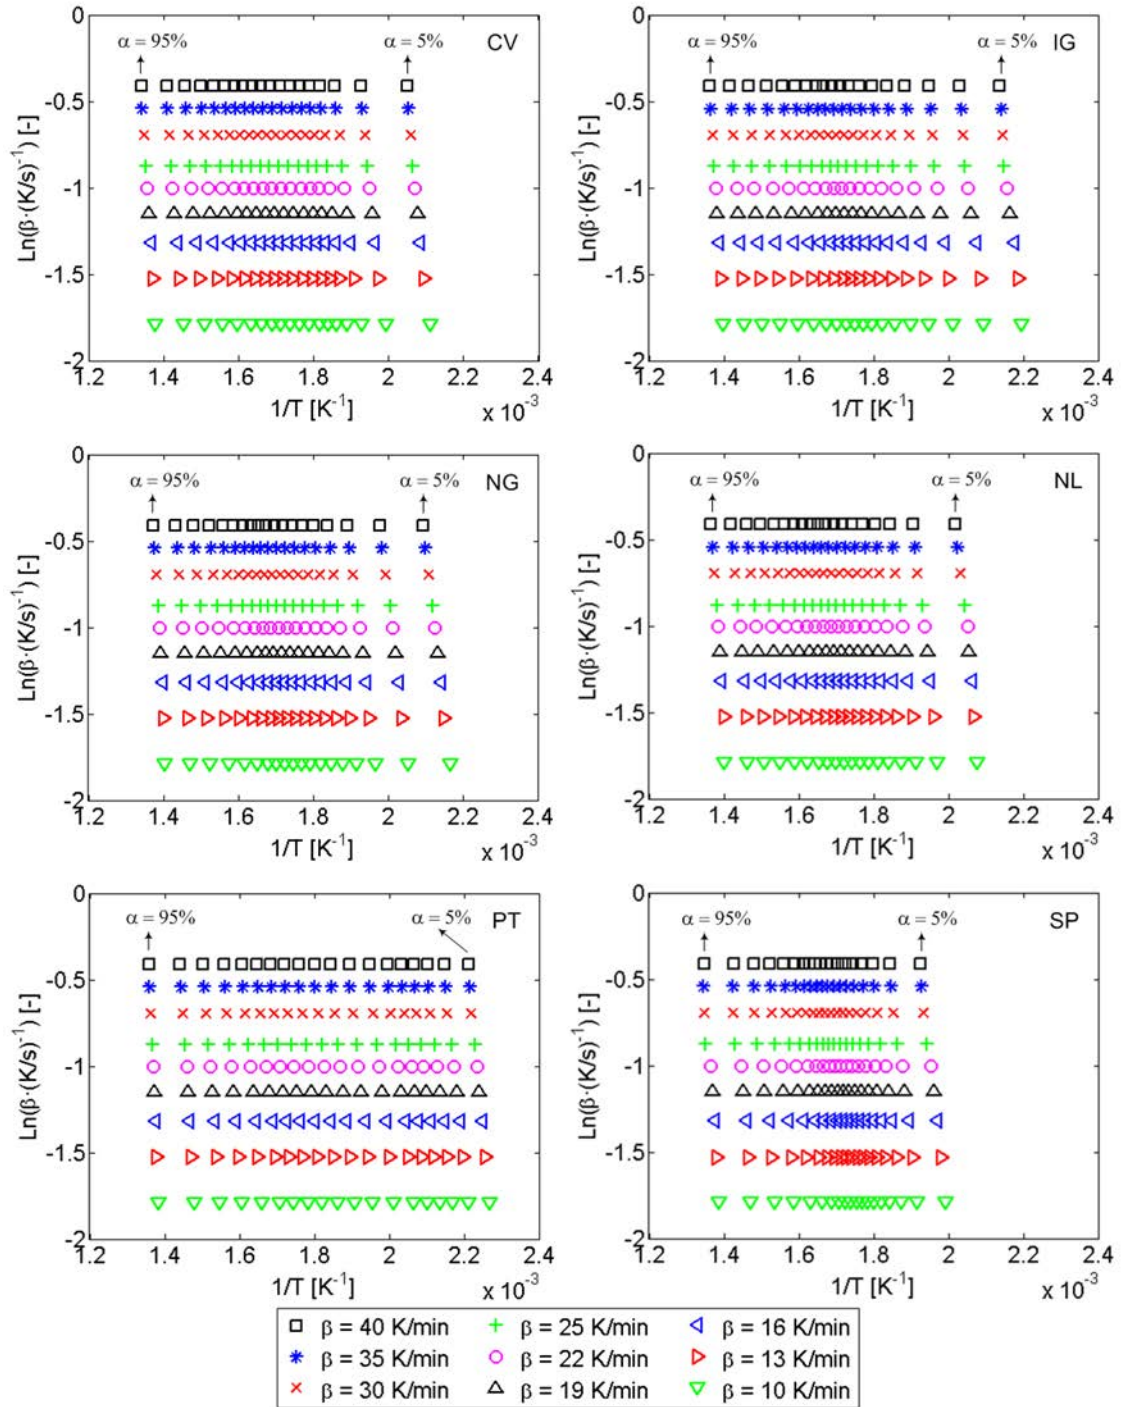 α = 95%
α = 5%
CV
0
-0.5
-1
-1.5
-2
Ln(β·(K/s)⁻¹) [-]
1.2 1.4 1.6 1.8 2 2.2 2.4
1/T [K⁻¹]
x 10⁻³
α = 95%
α = 5%
IG
0
-0.5
-1
-1.5
-2
Ln(β·(K/s)⁻¹) [-]
1.2 1.4 1.6 1.8 2 2.2 2.4
1/T [K⁻¹]
x 10⁻³
α = 95%
α = 5%
NG
0
-0.5
-1
-1.5
-2
Ln(β·(K/s)⁻¹) [-]
1.2 1.4 1.6 1.8 2 2.2 2.4
1/T [K⁻¹]
x 10⁻³
α = 95%
α = 5%
NL
0
-0.5
-1
-1.5
-2
Ln(β·(K/s)⁻¹) [-]
1.2 1.4 1.6 1.8 2 2.2 2.4
1/T [K⁻¹]
x 10⁻³
α = 95%
α = 5%
PT
0
-0.5
-1
-1.5
-2
Ln(β·(K/s)⁻¹) [-]
1.2 1.4 1.6 1.8 2 2.2 2.4
1/T [K⁻¹]
x 10⁻³
α = 95%
α = 5%
SP
0
-0.5
-1
-1.5
-2
Ln(β·(K/s)⁻¹) [-]
1.2 1.4 1.6 1.8 2 2.2 2.4
1/T [K⁻¹]
x 10⁻³
β = 40 K/min
β = 35 K/min
β = 30 K/min
β = 25 K/min
β = 22 K/min
β = 19 K/min
β = 16 K/min
β = 13 K/min
β = 10 K/min